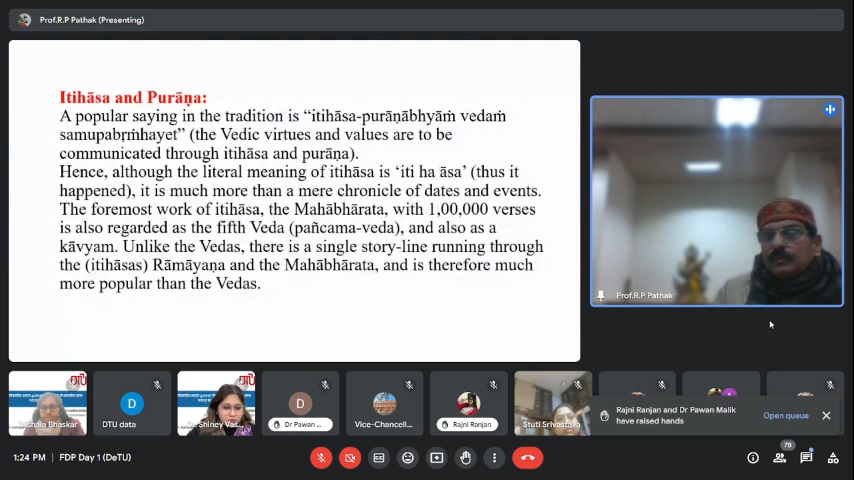 Prof.R.P Pathak (Presenting)
Itihāsa and Purāṇa:
A popular saying in the tradition is “itihāsa-purāṇābhyāṁ vedaṁ
samupabṛṁhayet” (the Vedic virtues and values are to be
communicated through itihāsa and purāṇa).
Hence, although the literal meaning of itihāsa is ‘iti ha āsa’ (thus it
happened), it is much more than a mere chronicle of dates and events.
The foremost work of itihāsa, the Mahābhārata, with 1,00,000 verses
is also regarded as the fifth Veda (pañcama-veda), and also as a
kāvyam. Unlike the Vedas, there is a single story-line running through
the (itihāsas) Rāmāyaṇa and the Mahābhārata, and is therefore much
more popular than the Vedas.
Prof.R.P Pathak
Bhaskar
D
DTU data
Shiney Vas...
D
Dr Pawan ...
Vice-Chancell...
Rajni Ranjan
Stuti Srivastava
Rajni Ranjan and Dr Pawan Malik
have raised hands
Open queue
1:24 PM | FDP Day 1 (DeTU)
78